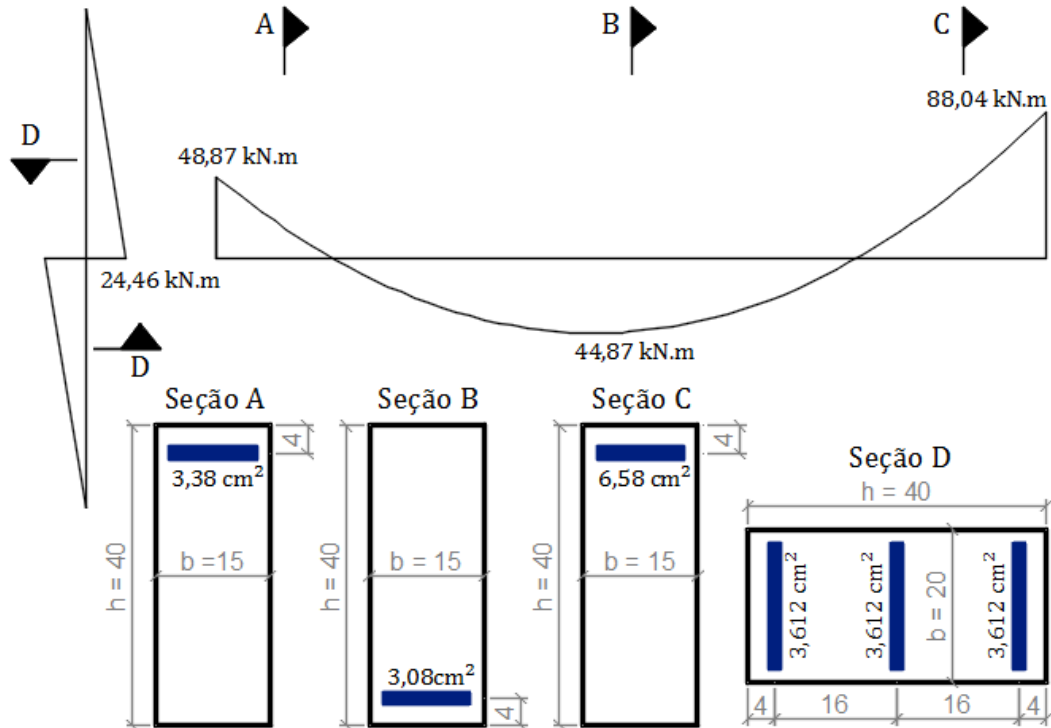 A
B
C
88,04 kN.m
D
48,87 kN.m
24,46 kN.m
44,87 kN.m
D
Seção A
4
3,38 cm²
b = 15
h = 40
Seção B
3,08cm²
4
h = 40
Seção C
4
6,58 cm²
b = 15
h = 40
Seção D
h = 40
3,612 cm²
3,612 cm²
b = 20
3,612 cm²
4
16
16
4